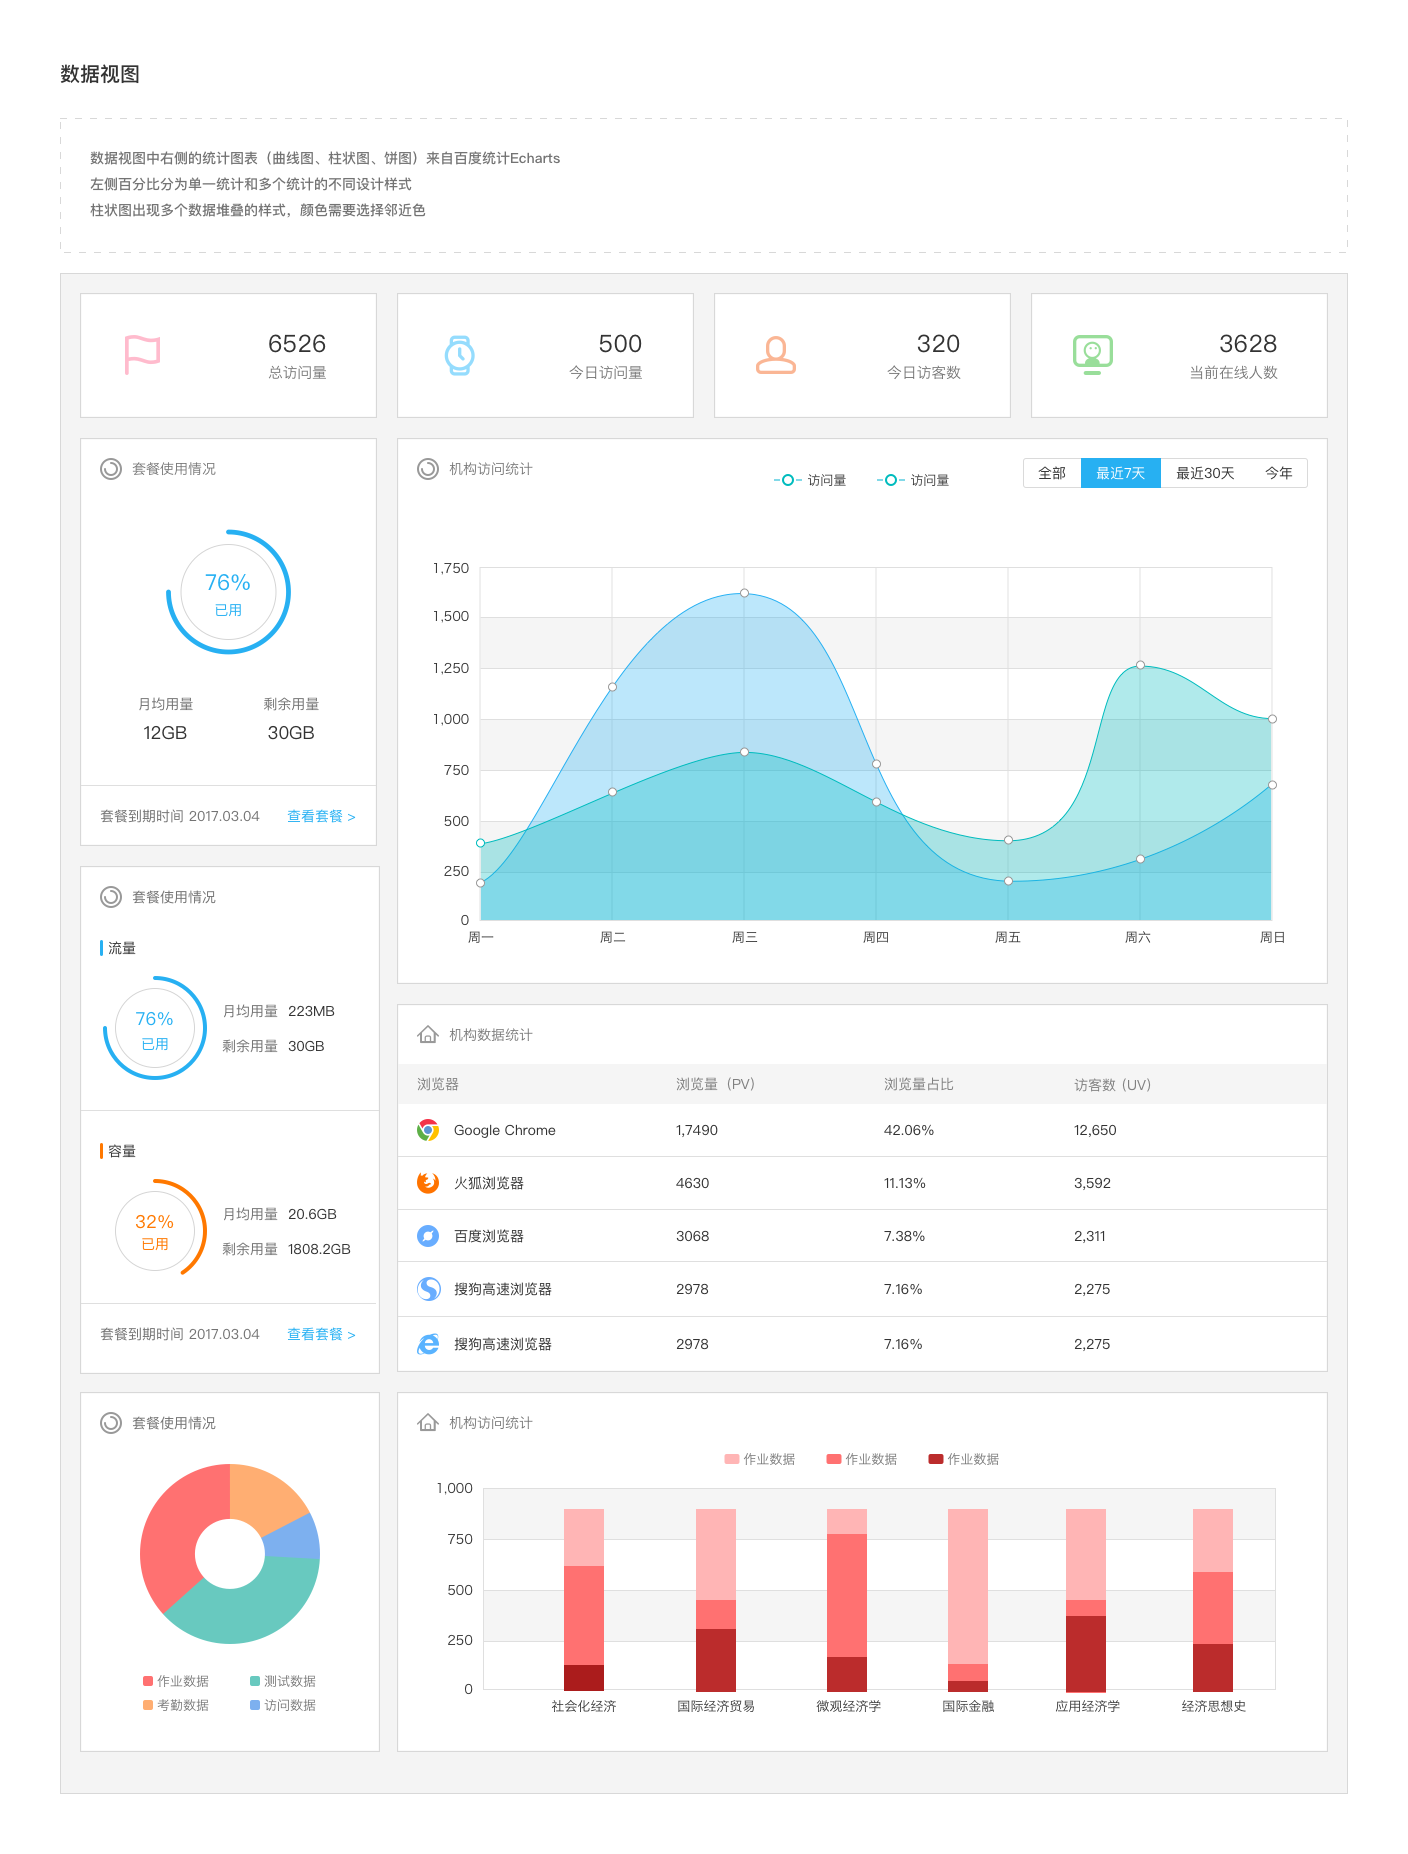 数据视图
数据视图中右侧的统计图表（曲线图、柱状图、饼图）来自百度统计Echarts
左侧百分比分为单一统计和多个统计的不同设计样式
柱状图出现多个数据堆叠的样式，颜色需要选择邻近色
6526
总访问量
500
今日访问量
320
今日访客数
3628
当前在线人数
套餐使用情况
76%
已用
月均用量 剩余用量
12GB 30GB
套餐到期时间 2017.03.04 查看套餐 >
机构访问统计
访问量 访问量
全部 最近7天 最近30天 今年
1,750
1,500
1,250
1,000
750
500
250
0
周一 周二 周三 周四 周五 周六 周日
套餐使用情况
流量
76%
已用
月均用量 223MB
剩余用量 30GB
容量
32%
已用
月均用量 20.6GB
剩余用量 1808.2GB
套餐到期时间 2017.03.04 查看套餐 >
机构数据统计
浏览器 浏览量（PV） 浏览量占比 访客数（UV）
Google Chrome 1,7490 42.06% 12,650
火狐浏览器 4630 11.13% 3,592
百度浏览器 3068 7.38% 2,311
搜狗高速浏览器 2978 7.16% 2,275
搜狗高速浏览器 2978 7.16% 2,275
套餐使用情况
作业数据 测试数据
考勤数据 访问数据
机构访问统计
作业数据 作业数据 作业数据
1,000
750
500
250
0
社会化经济 国际经济贸易 微观经济学 国际金融 应用经济学 经济思想史